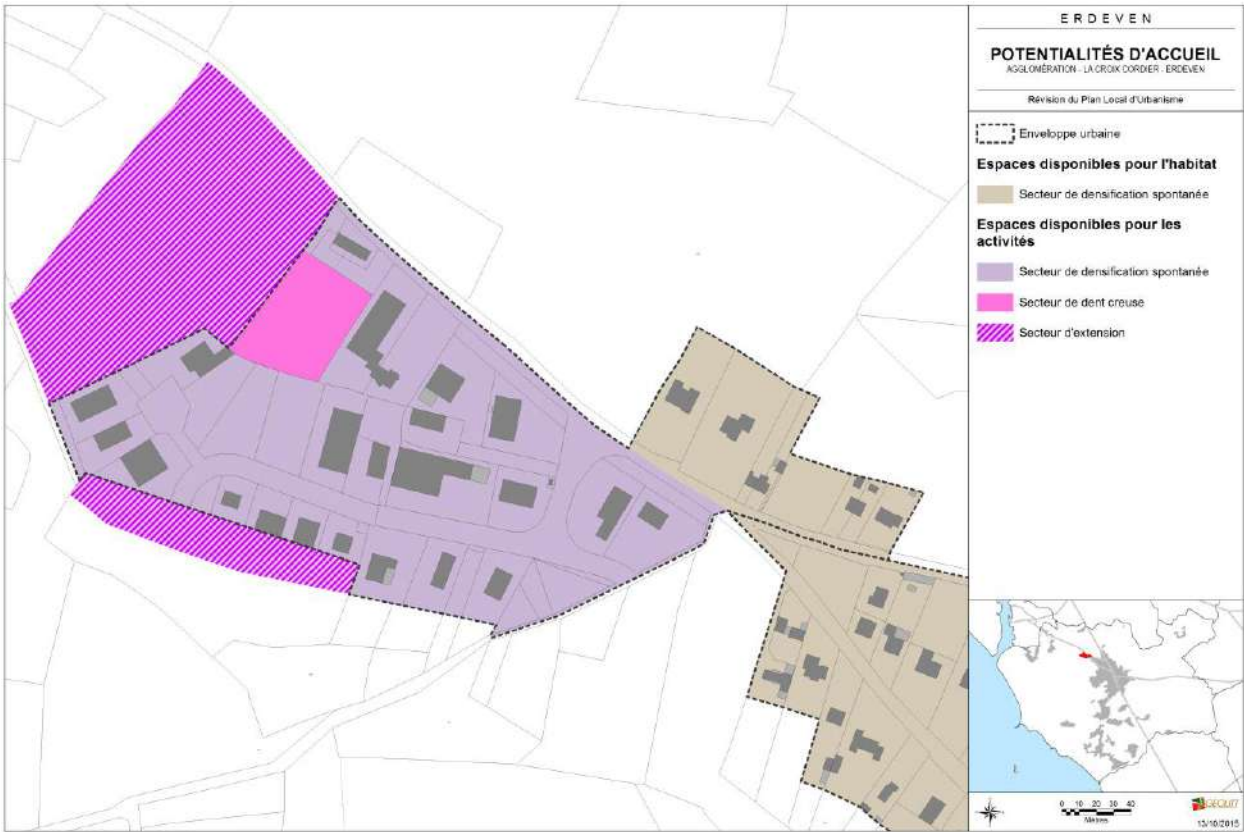 ERDEVEN
POTENTIALITÉS D'ACCUEIL
AGGLOMÉRATION - LA CROIX CORDIER - ERDEVEN
Révision du Plan Local d'Urbanisme
Enveloppe urbaine
Espaces disponibles pour l'habitat
Secteur de densification spontanée
Espaces disponibles pour les
activités
Secteur de densification spontanée
Secteur de dent creuse
Secteur d'extension
0 10 20 30 40
Mètres
13/10/2015